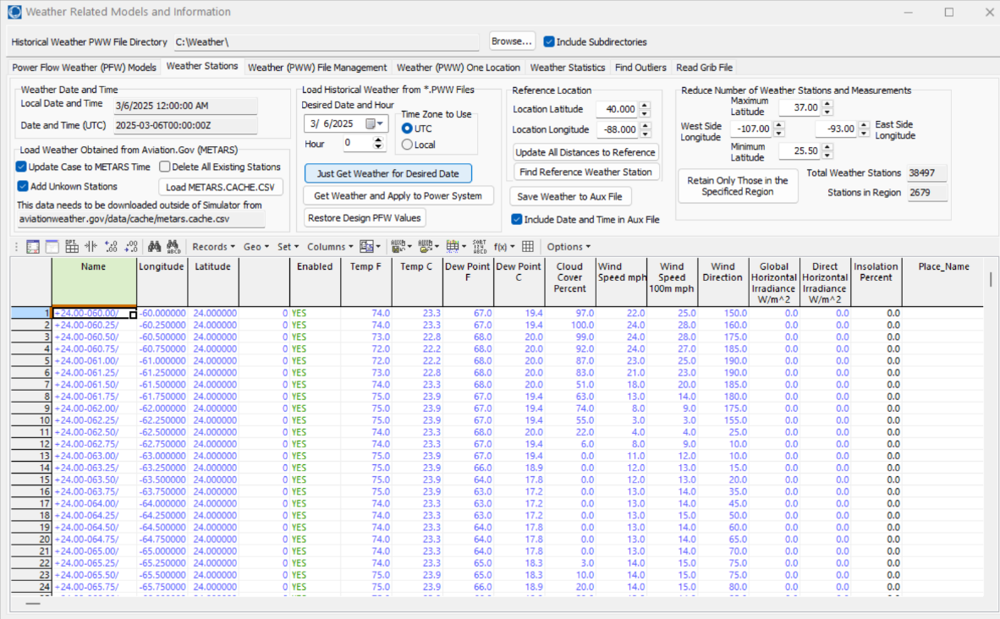 Weather Related Models and Information
Historical Weather PWW File Directory C:\Weather\ Browse... Include Subdirectories
Power Flow Weather (PFW) Models Weather Stations Weather (PWW) File Management Weather (PWW) One Location Weather Statistics Find Outliers Read Grib File
Weather Date and Time
Local Date and Time 3/6/2025 12:00:00 AM
Date and Time (UTC) 2025-03-06T00:00:00Z
Load Weather Obtained from Aviation.Gov (METARS)
Update Case to METARS Time Delete All Existing Stations
Add Unkown Stations Load METARS.CACHE.CSV
This data needs to be downloaded outside of Simulator from
aviationweather.gov/data/cache/metars.cache.csv
Load Historical Weather from *.PWW Files
Desired Date and Hour
3/ 6/2025
Hour 0
Time Zone to Use
UTC
Local
Just Get Weather for Desired Date
Get Weather and Apply to Power System
Restore Design PFW Values
Reference Location
Location Latitude 40.000
Location Longitude -88.000
Update All Distances to Reference
Find Reference Weather Station
Save Weather to Aux File
Include Date and Time in Aux File
Reduce Number of Weather Stations and Measurements
Maximum
Latitude 37.00
West Side
Longitude -107.00 -93.00 East Side
Longitude
Minimum
Latitude 25.50
Retain Only Those in the
Specificed Region
Total Weather Stations 38497
Stations in Region 2679
Records Geo Set Columns f(x) Options
Name Longitude Latitude Enabled Temp F Temp C Dew Point F Dew Point C Cloud Cover Percent Wind Speed mph Wind Speed 100m mph Wind Direction Global Horizontal Irradiance W/m^2 Direct Horizontal Irradiance W/m^2 Insolation Percent Place_Name
1 +24.00-060.00/ -60.000000 24.000000 0 YES 74.0 23.3 67.0 19.4 97.0 22.0 25.0 150.0 0.0 0.0 0.0
2 +24.00-060.25/ -60.250000 24.000000 0 YES 74.0 23.3 67.0 19.4 100.0 24.0 28.0 160.0 0.0 0.0 0.0
3 +24.00-060.50/ -60.500000 24.000000 0 YES 73.0 22.8 68.0 20.0 99.0 24.0 28.0 175.0 0.0 0.0 0.0
4 +24.00-060.75/ -60.750000 24.000000 0 YES 72.0 22.2 68.0 20.0 92.0 24.0 27.0 185.0 0.0 0.0 0.0
5 +24.00-061.00/ -61.000000 24.000000 0 YES 72.0 22.2 68.0 20.0 87.0 23.0 25.0 190.0 0.0 0.0 0.0
6 +24.00-061.25/ -61.250000 24.000000 0 YES 73.0 22.8 68.0 20.0 83.0 21.0 23.0 190.0 0.0 0.0 0.0
7 +24.00-061.50/ -61.500000 24.000000 0 YES 74.0 23.3 68.0 20.0 51.0 18.0 20.0 185.0 0.0 0.0 0.0
8 +24.00-061.75/ -61.750000 24.000000 0 YES 75.0 23.9 67.0 19.4 63.0 13.0 14.0 180.0 0.0 0.0 0.0
9 +24.00-062.00/ -62.000000 24.000000 0 YES 75.0 23.9 67.0 19.4 74.0 8.0 9.0 175.0 0.0 0.0 0.0
10 +24.00-062.25/ -62.250000 24.000000 0 YES 75.0 23.9 67.0 19.4 55.0 3.0 3.0 155.0 0.0 0.0 0.0
11 +24.00-062.50/ -62.500000 24.000000 0 YES 74.0 23.3 68.0 20.0 22.0 4.0 4.0 25.0 0.0 0.0 0.0
12 +24.00-062.75/ -62.750000 24.000000 0 YES 74.0 23.3 67.0 19.4 6.0 8.0 9.0 10.0 0.0 0.0 0.0
13 +24.00-063.00/ -63.000000 24.000000 0 YES 75.0 23.9 67.0 19.4 0.0 11.0 12.0 10.0 0.0 0.0 0.0
14 +24.00-063.25/ -63.250000 24.000000 0 YES 75.0 23.9 66.0 18.9 0.0 12.0 13.0 15.0 0.0 0.0 0.0
15 +24.00-063.50/ -63.500000 24.000000 0 YES 75.0 23.9 64.0 17.8 0.0 12.0 13.0 20.0 0.0 0.0 0.0
16 +24.00-063.75/ -63.750000 24.000000 0 YES 75.0 23.9 63.0 17.2 0.0 13.0 14.0 35.0 0.0 0.0 0.0
17 +24.00-064.00/ -64.000000 24.000000 0 YES 74.0 23.3 63.0 17.2 0.0 13.0 14.0 45.0 0.0 0.0 0.0
18 +24.00-064.25/ -64.250000 24.000000 0 YES 74.0 23.3 63.0 17.2 0.0 13.0 15.0 50.0 0.0 0.0 0.0
19 +24.00-064.50/ -64.500000 24.000000 0 YES 74.0 23.3 64.0 17.8 0.0 13.0 14.0 60.0 0.0 0.0 0.0
20 +24.00-064.75/ -64.750000 24.000000 0 YES 74.0 23.3 64.0 17.8 0.0 13.0 14.0 65.0 0.0 0.0 0.0
21 +24.00-065.00/ -65.000000 24.000000 0 YES 74.0 23.3 64.0 17.8 0.0 13.0 14.0 70.0 0.0 0.0 0.0
22 +24.00-065.25/ -65.250000 24.000000 0 YES 74.0 23.3 65.0 18.3 3.0 14.0 15.0 75.0 0.0 0.0 0.0
23 +24.00-065.50/ -65.500000 24.000000 0 YES 75.0 23.9 65.0 18.3 10.0 14.0 15.0 75.0 0.0 0.0 0.0
24 +24.00-065.75/ -65.750000 24.000000 0 YES 75.0 23.9 66.0 18.9 20.0 14.0 15.0 80.0 0.0 0.0 0.0